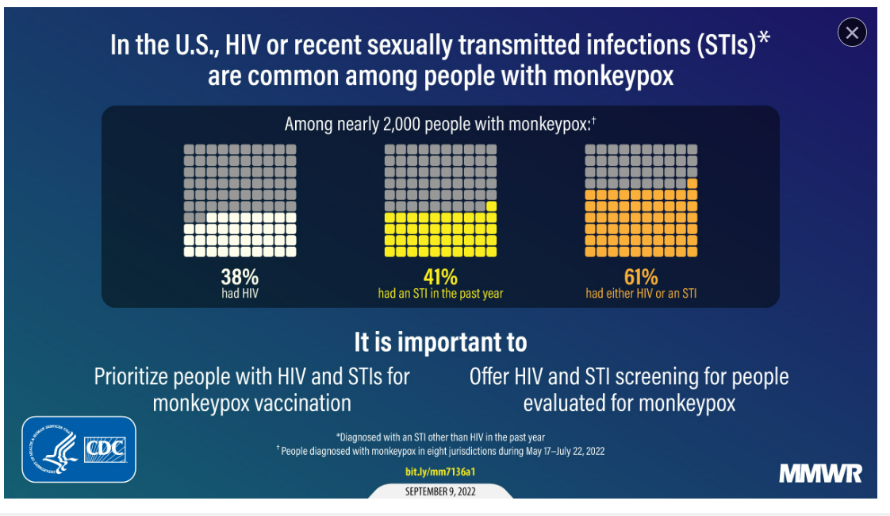 In the U.S., HIV or recent sexually transmitted infections (STIs)*
are common among people with monkeypox
Among nearly 2,000 people with monkeypox:†
38%
had HIV
41%
had an STI in the past year
61%
had either HIV or an STI
It is important to
Prioritize people with HIV and STIs for
monkeypox vaccination
Offer HIV and STI screening for people
evaluated for monkeypox
CDC
*Diagnosed with an STI other than HIV in the past year
†People diagnosed with monkeypox in eight jurisdictions during May 17–July 22, 2022
bit.ly/mm7136a1
SEPTEMBER 9, 2022
MMWR